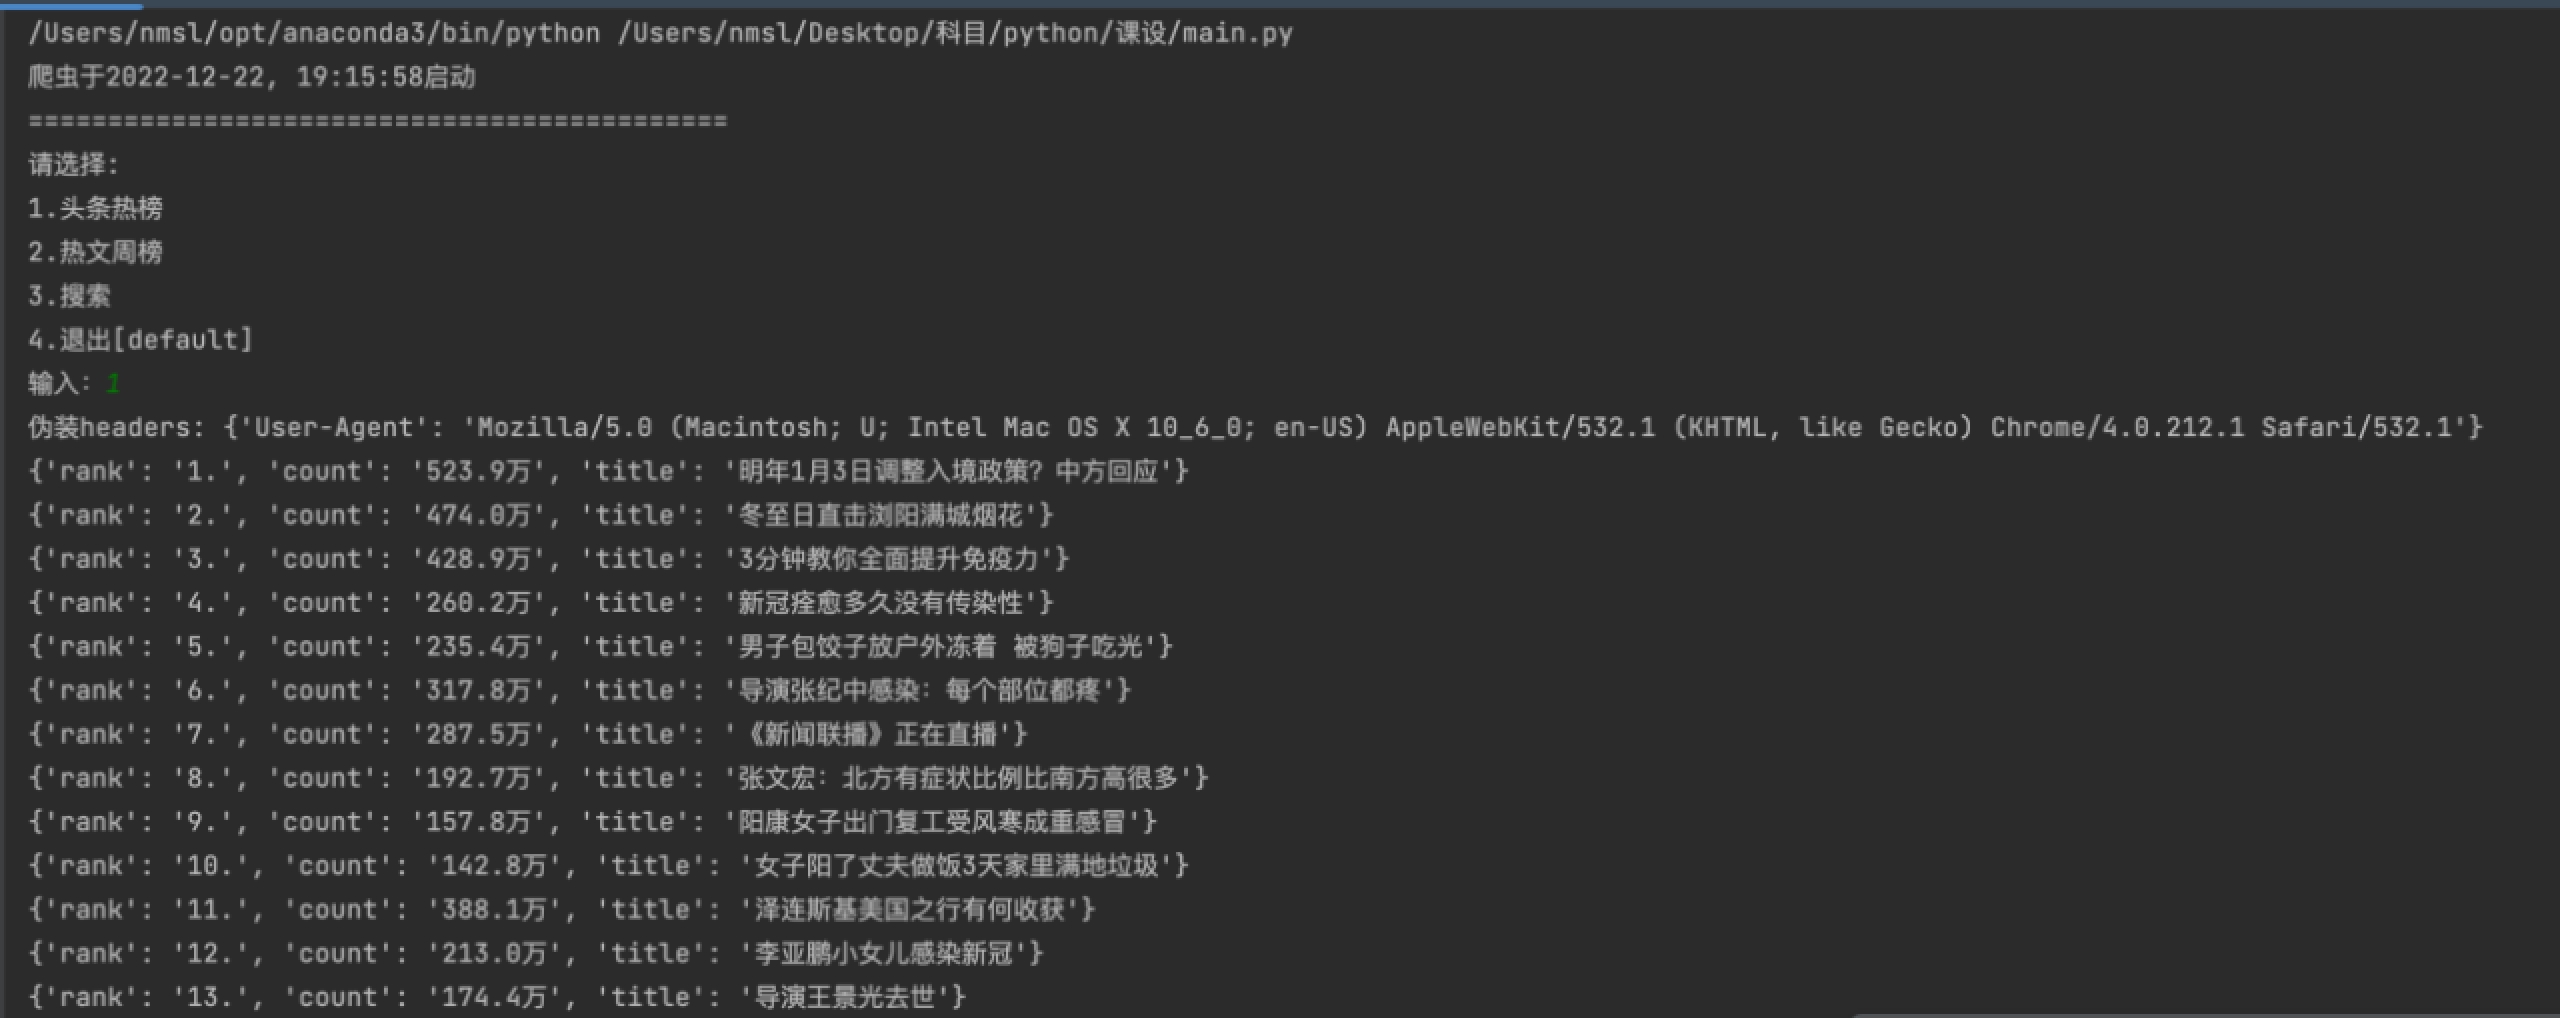 /Users/nmsl/opt/anaconda3/bin/python /Users/nmsl/Desktop/科目/python/课设/main.py
爬虫于2022-12-22, 19:15:58启动
============================================
请选择:
1.头条热榜
2.热文周榜
3.搜索
4.退出[default]
输入: 1
伪装headers: {'User-Agent': 'Mozilla/5.0 (Macintosh; U; Intel Mac OS X 10_6_0; en-US) AppleWebKit/532.1 (KHTML, like Gecko) Chrome/4.0.212.1 Safari/532.1'}
{'rank': '1.', 'count': '523.9万', 'title': '明年1月3日调整入境政策？中方回应'}
{'rank': '2.', 'count': '474.0万', 'title': '冬至日直击浏阳满城烟花'}
{'rank': '3.', 'count': '428.9万', 'title': '3分钟教你全面提升免疫力'}
{'rank': '4.', 'count': '260.2万', 'title': '新冠痊愈多久没有传染性'}
{'rank': '5.', 'count': '235.4万', 'title': '男子包饺子放户外冻着 被狗子吃光'}
{'rank': '6.', 'count': '317.8万', 'title': '导演张纪中感染：每个部位都疼'}
{'rank': '7.', 'count': '287.5万', 'title': '《新闻联播》正在直播'}
{'rank': '8.', 'count': '192.7万', 'title': '张文宏：北方有症状比例比南方高很多'}
{'rank': '9.', 'count': '157.8万', 'title': '阳康女子出门复工受风寒成重感冒'}
{'rank': '10.', 'count': '142.8万', 'title': '女子阳了丈夫做饭3天家里满地垃圾'}
{'rank': '11.', 'count': '388.1万', 'title': '泽连斯基美国之行有何收获'}
{'rank': '12.', 'count': '213.0万', 'title': '李亚鹏小女儿感染新冠'}
{'rank': '13.', 'count': '174.4万', 'title': '导演王景光去世'}